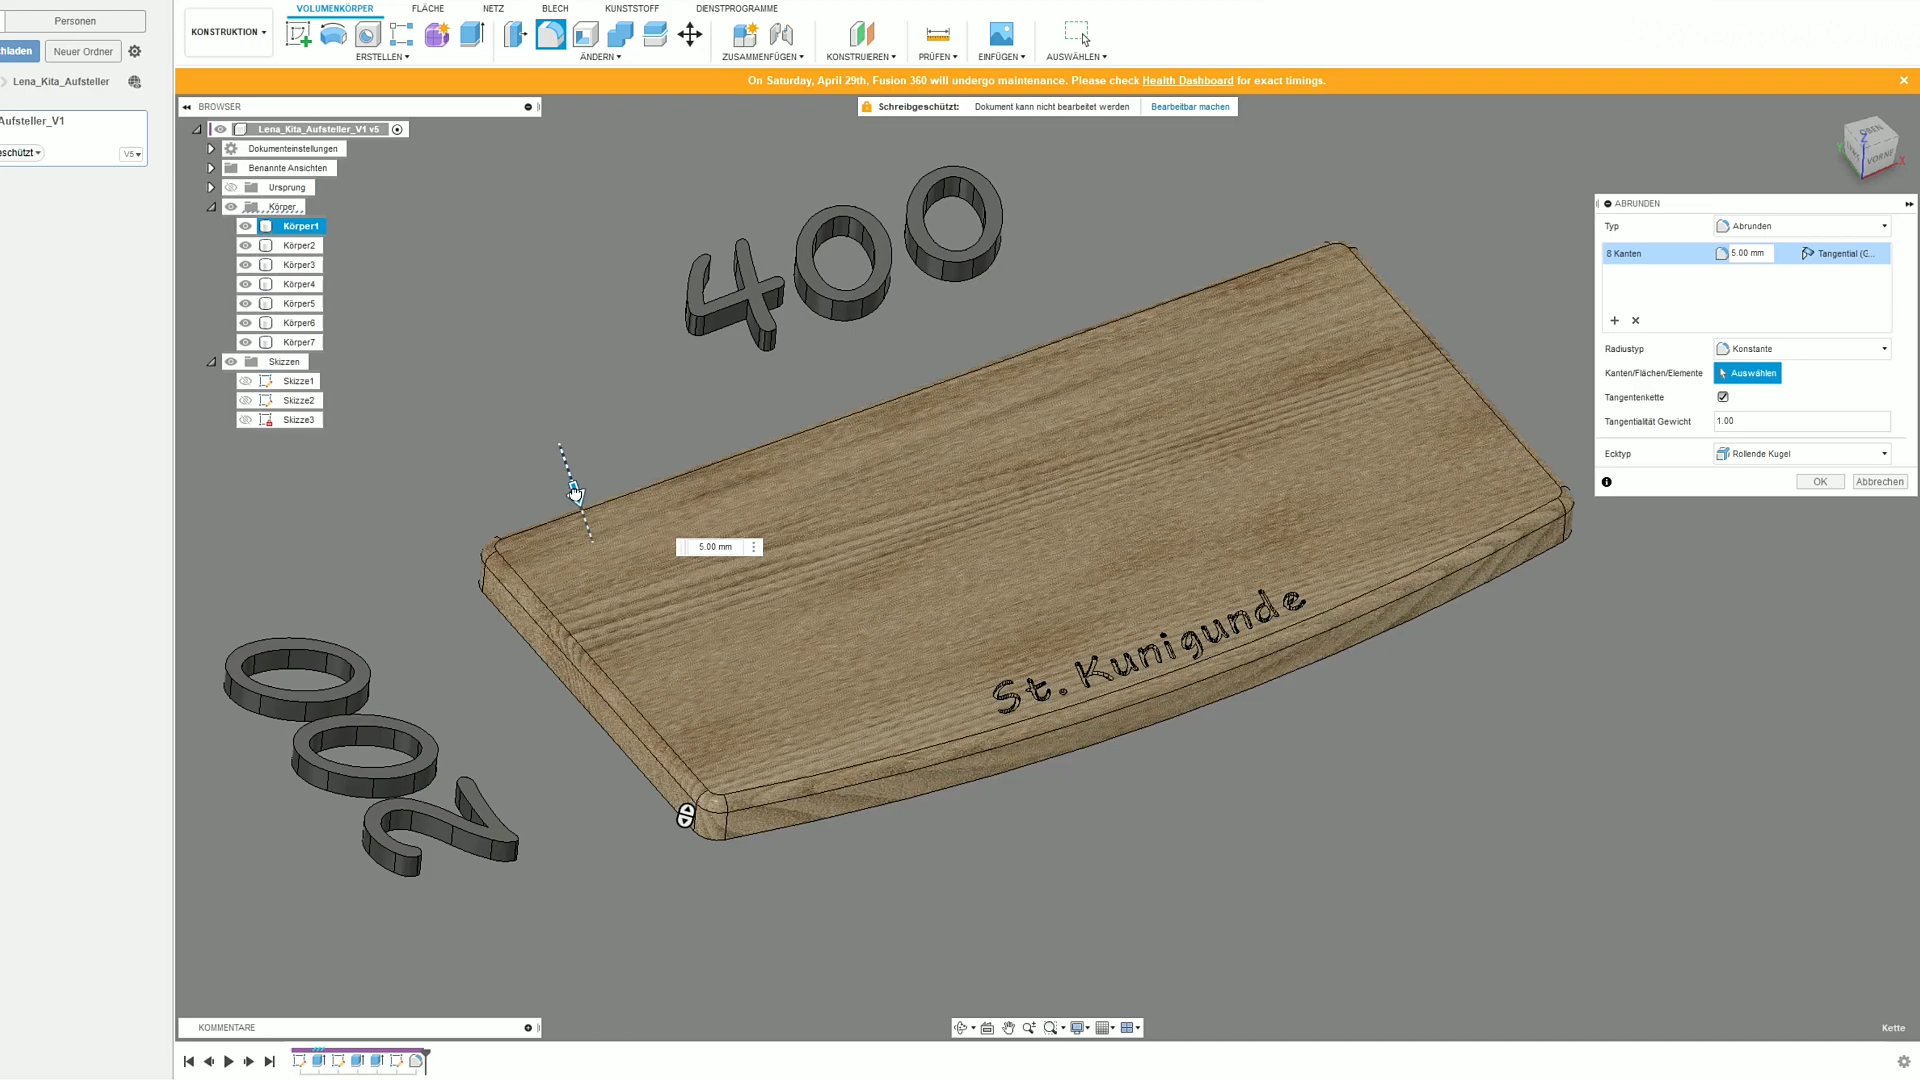 Personen
VOLUMENKÖRPER FLÄCHE NETZ BLECH KUNSTSTOFF DIENSTPROGRAMME
KONSTRUKTION
hladen Neuer Ordner
ERSTELLEN ÄNDERN ZUSAMMENFÜGEN KONSTRUIEREN PRÜFEN EINFÜGEN AUSWÄHLEN
Lena_Kita_Aufsteller
On Saturday, April 29th, Fusion 360 will undergo maintenance. Please check Health Dashboard for exact timings.
BROWSER
Schreibgeschützt: Dokument kann nicht bearbeitet werden Bearbeitbar machen
Aufsteller_V1
eschützt V5
Lena_Kita_Aufsteller_V1 v5
Dokumenteinstellungen
Benannte Ansichten
Ursprung
Körper
Körper1
Körper2
Körper3
Körper4
Körper5
Körper6
Körper7
Skizzen
Skizze1
Skizze2
Skizze3
OBEN
VORNE
Z
X
Y
ABRUNDEN
Typ Abrunden
8 Kanten 5.00 mm Tangential (G...
Radiustyp Konstante
Kanten/Flächen/Elemente Auswählen
Tangentenkette
Tangentialität Gewicht 1.00
Ecktyp Rollende Kugel
OK Abbrechen
400
5.00 mm
St. Kunigunde
200
KOMMENTARE
Kette